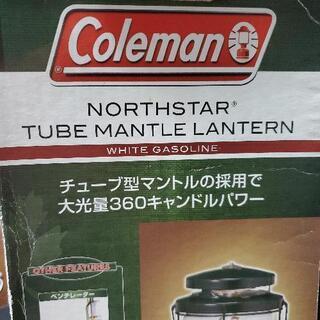 Coleman
NORTHSTAR®
TUBE MANTLE LANTERN
WHITE GASOLINE
チューブ型マントルの採用で
大光量360キャンドルパワー
OTHER FEATURES
ベンチレーター